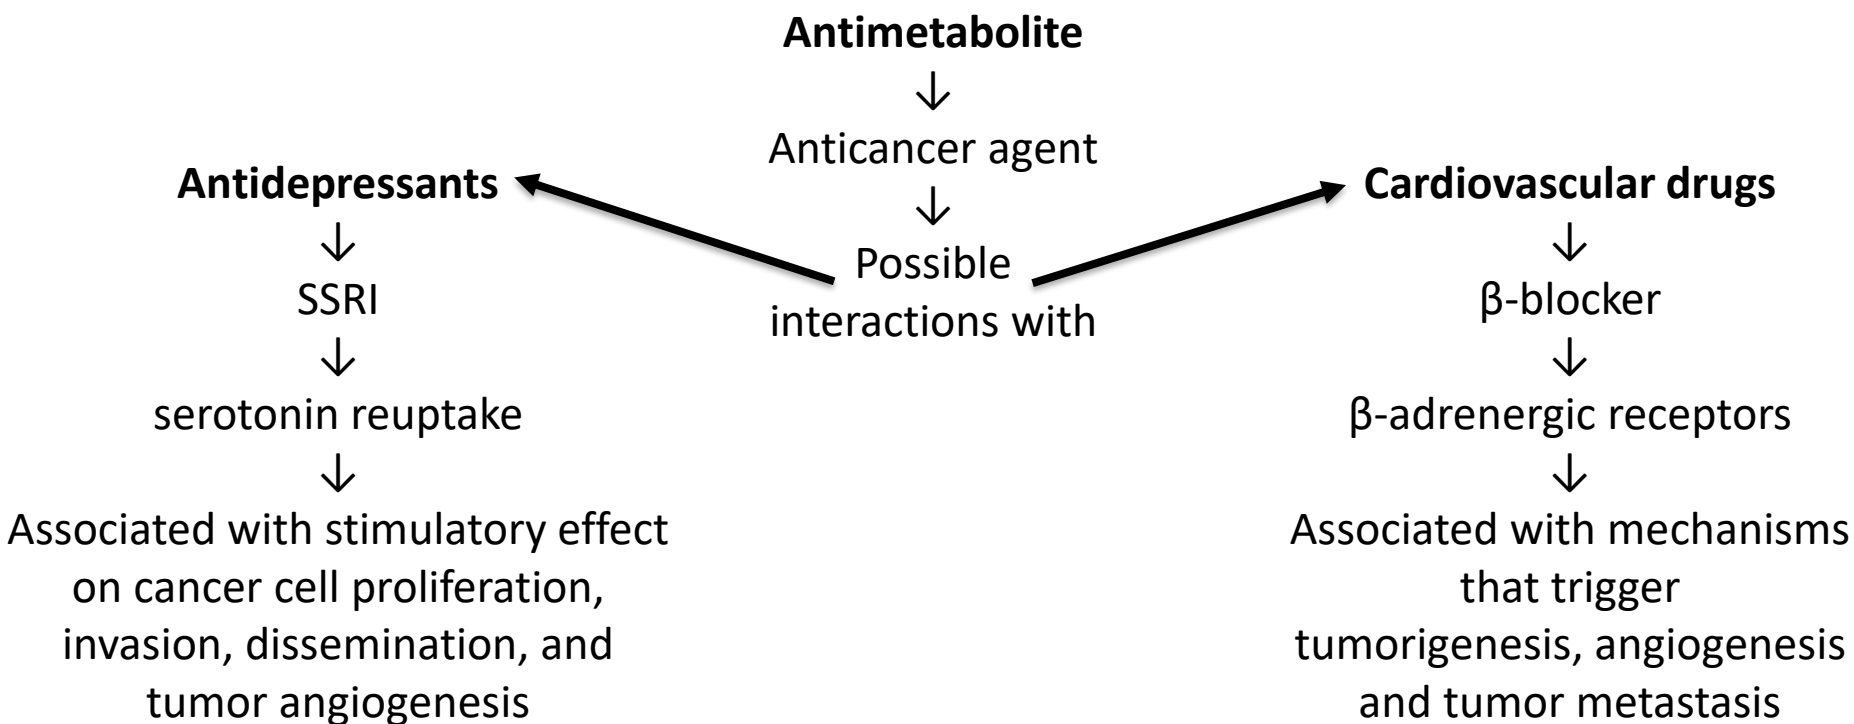 Antimetabolite
↓
Anticancer agent
↓
Possible
interactions with
Antidepressants
↓
SSRI
↓
serotonin reuptake
↓
Associated with stimulatory effect
on cancer cell proliferation,
invasion, dissemination, and
tumor angiogenesis
Cardiovascular drugs
↓
β-blocker
↓
β-adrenergic receptors
↓
Associated with mechanisms
that trigger
tumorigenesis, angiogenesis
and tumor metastasis